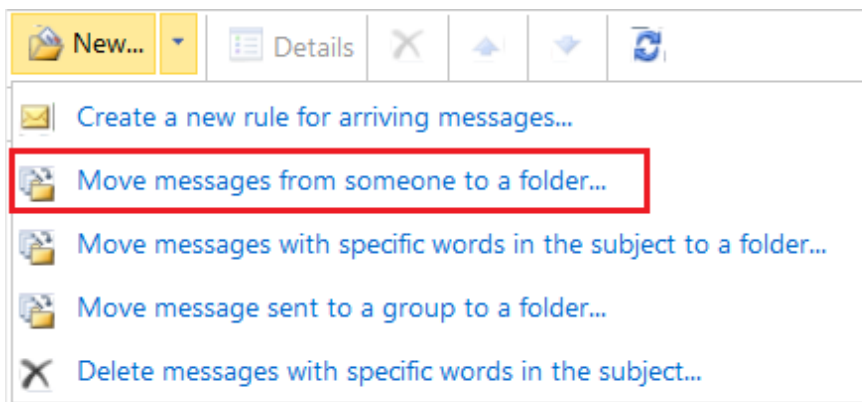 New... Details
Create a new rule for arriving messages...
Move messages from someone to a folder...
Move messages with specific words in the subject to a folder...
Move message sent to a group to a folder...
Delete messages with specific words in the subject...